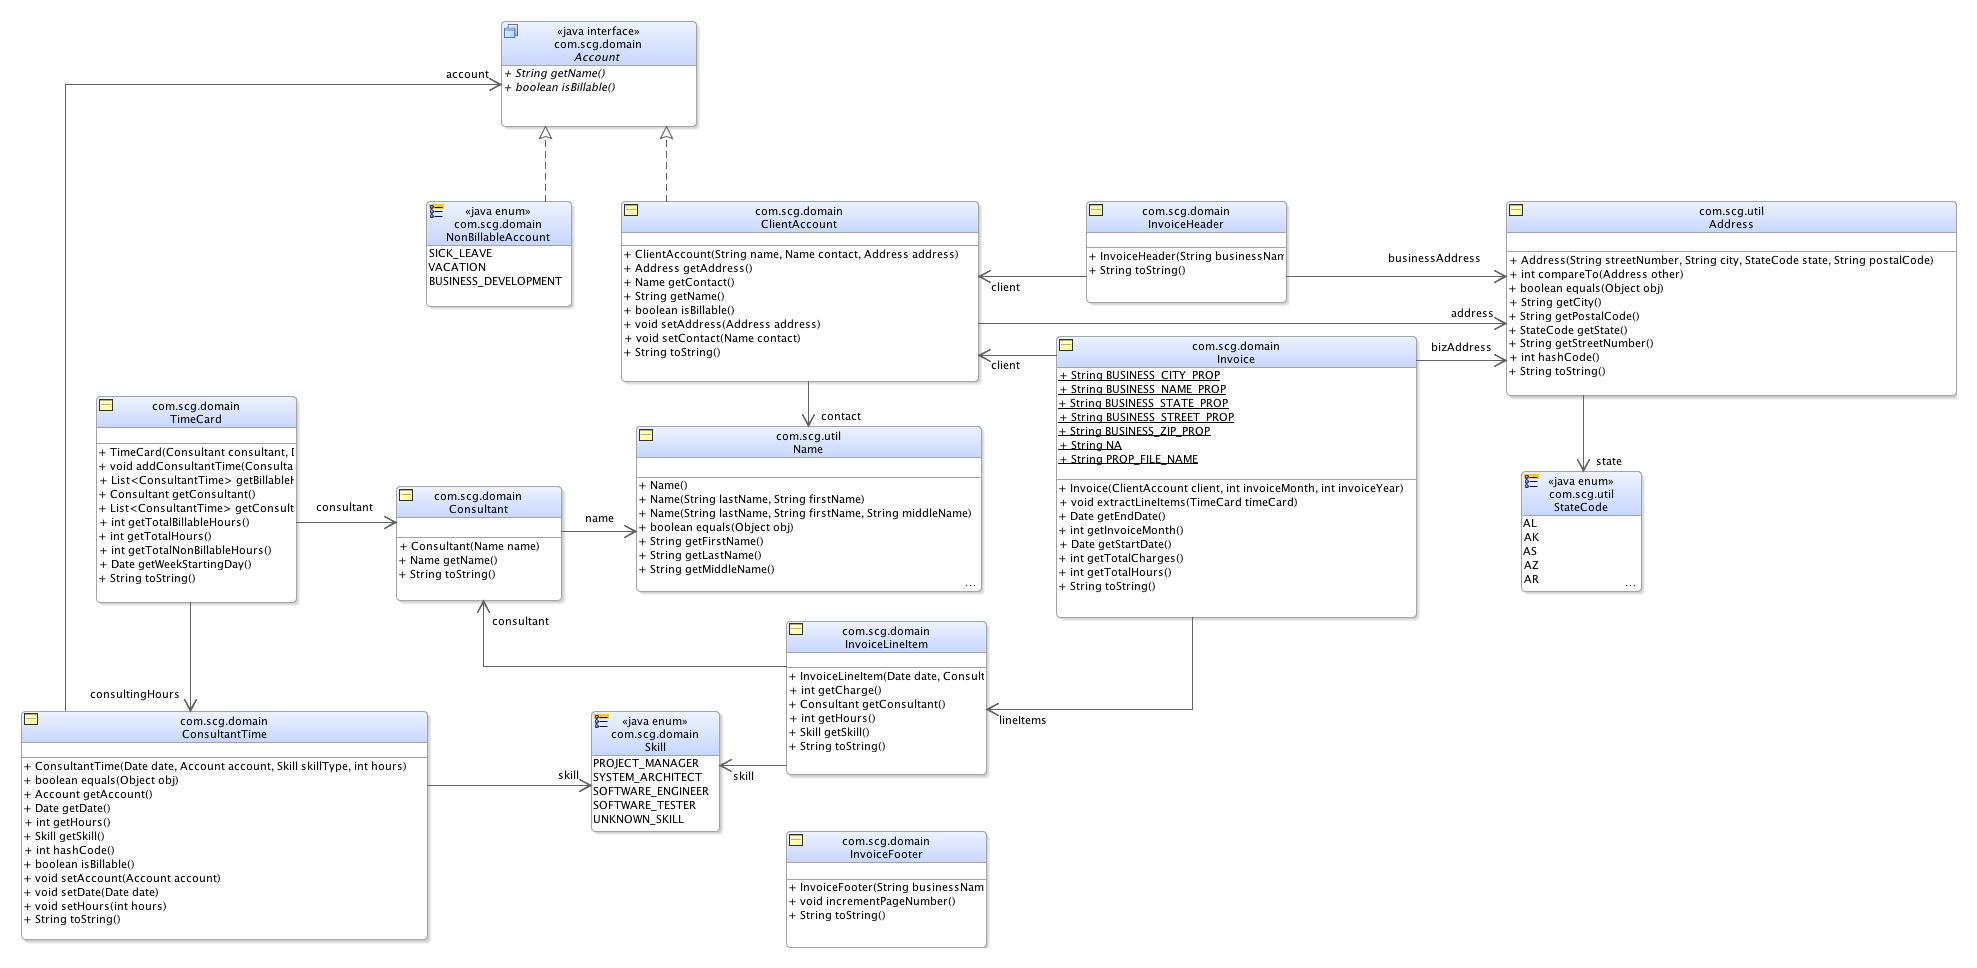 «java interface»
com.scg.domain
Account
+ String getName()
+ boolean isBillable()
account
«java enum»
com.scg.domain
NonBillableAccount
SICK_LEAVE
VACATION
BUSINESS_DEVELOPMENT
com.scg.domain
ClientAccount
+ ClientAccount(String name, Name contact, Address address)
+ Address getAddress()
+ Name getContact()
+ String getName()
+ boolean isBillable()
+ void setAddress(Address address)
+ void setContact(Name contact)
+ String toString()
com.scg.domain
InvoiceHeader
+ InvoiceHeader(String businessNam
+ String toString()
client
businessAddress
address
client
bizAddress
com.scg.util
Address
+ Address(String streetNumber, String city, StateCode state, String postalCode)
+ int compareTo(Address other)
+ boolean equals(Object obj)
+ String getCity()
+ String getPostalCode()
+ StateCode getState()
+ String getStreetNumber()
+ int hashCode()
+ String toString()
com.scg.domain
Invoice
+ String BUSINESS_CITY_PROP
+ String BUSINESS_NAME_PROP
+ String BUSINESS_STATE_PROP
+ String BUSINESS_STREET_PROP
+ String BUSINESS_ZIP_PROP
+ String NA
+ String PROP_FILE_NAME
+ Invoice(ClientAccount client, int invoiceMonth, int invoiceYear)
+ void extractLineItems(TimeCard timeCard)
+ Date getEndDate()
+ int getInvoiceMonth()
+ Date getStartDate()
+ int getTotalCharges()
+ int getTotalHours()
+ String toString()
com.scg.domain
TimeCard
+ TimeCard(Consultant consultant, D
+ void addConsultantTime(Consulta
+ List<ConsultantTime> getBillableH
+ Consultant getConsultant()
+ List<ConsultantTime> getConsult
+ int getTotalBillableHours()
+ int getTotalHours()
+ int getTotalNonBillableHours()
+ Date getWeekStartingDay()
+ String toString()
consultant
com.scg.domain
Consultant
+ Consultant(Name name)
+ Name getName()
+ String toString()
name
contact
com.scg.util
Name
+ Name()
+ Name(String lastName, String firstName)
+ Name(String lastName, String firstName, String middleName)
+ boolean equals(Object obj)
+ String getFirstName()
+ String getLastName()
+ String getMiddleName()
...
state
«java enum»
com.scg.util
StateCode
AL
AK
AS
AZ
AR
...
consultant
com.scg.domain
InvoiceLineItem
+ InvoiceLineItem(Date date, Consult
+ int getCharge()
+ Consultant getConsultant()
+ int getHours()
+ Skill getSkill()
+ String toString()
lineItems
consultingHours
com.scg.domain
ConsultantTime
+ ConsultantTime(Date date, Account account, Skill skillType, int hours)
+ boolean equals(Object obj)
+ Account getAccount()
+ Date getDate()
+ int getHours()
+ Skill getSkill()
+ int hashCode()
+ boolean isBillable()
+ void setAccount(Account account)
+ void setDate(Date date)
+ void setHours(int hours)
+ String toString()
skill
«java enum»
com.scg.domain
Skill
PROJECT_MANAGER
SYSTEM_ARCHITECT
SOFTWARE_ENGINEER
SOFTWARE_TESTER
UNKNOWN_SKILL
skill
com.scg.domain
InvoiceFooter
+ InvoiceFooter(String businessNam
+ void incrementPageNumber()
+ String toString()